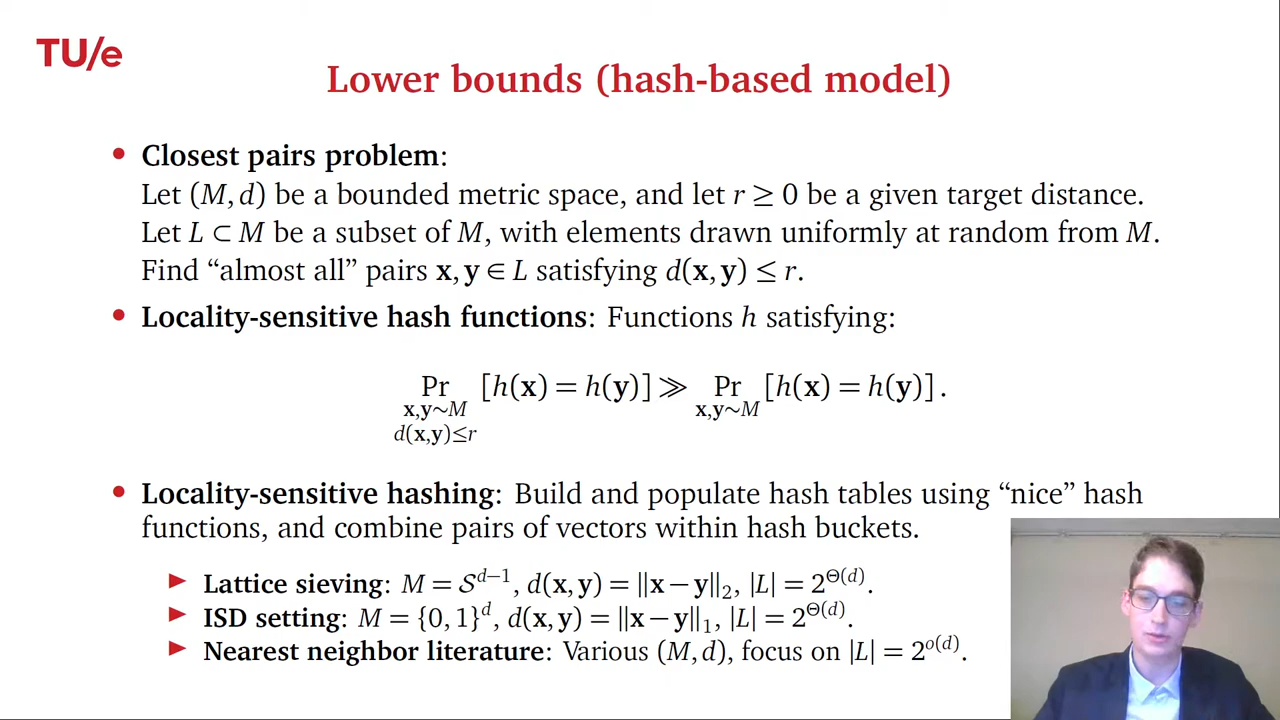 TU/e
Lower bounds (hash-based model)
• Closest pairs problem:
Let (M, d) be a bounded metric space, and let r ≥ 0 be a given target distance.
Let L ⊂ M be a subset of M, with elements drawn uniformly at random from M.
Find “almost all” pairs x, y ∈ L satisfying d(x, y) ≤ r.
• Locality-sensitive hash functions: Functions h satisfying:
Pr [h(x) = h(y)] ≫ Pr [h(x) = h(y)].
x,y∼M x,y∼M
d(x,y)≤r
• Locality-sensitive hashing: Build and populate hash tables using “nice” hash
functions, and combine pairs of vectors within hash buckets.
▶ Lattice sieving: M = 𝒮^{d−1}, d(x, y) = ‖x − y‖₂, |L| = 2^{Θ(d)}.
▶ ISD setting: M = {0, 1}^d, d(x, y) = ‖x − y‖₁, |L| = 2^{Θ(d)}.
▶ Nearest neighbor literature: Various (M, d), focus on |L| = 2^{o(d)}.